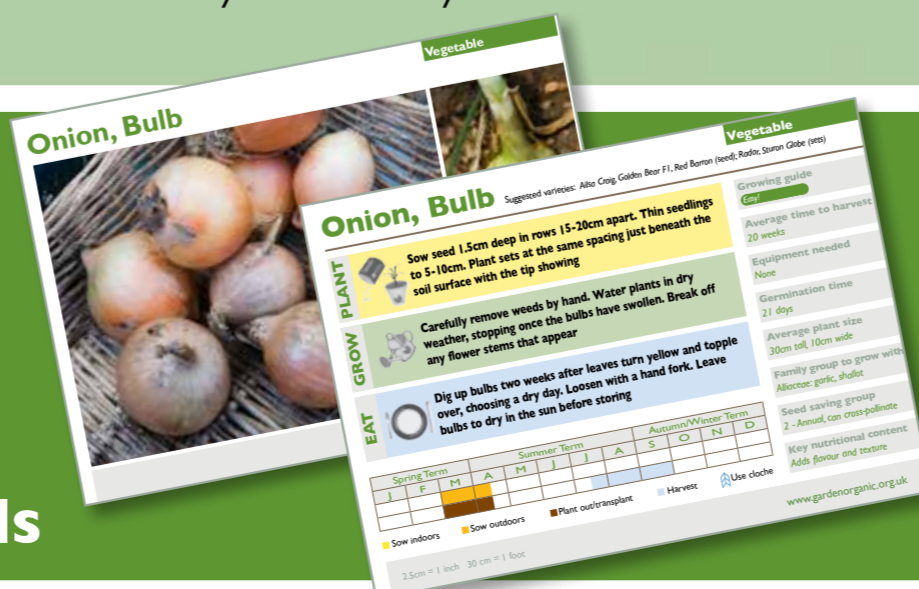 Vegetable
Onion, Bulb
Vegetable
Onion, Bulb
Suggested varieties: Ailsa Craig, Golden Bear F1, Red Barron (seed); Radar, Sturon Globe (sets)
PLANT
Sow seed 1.5cm deep in rows 15-20cm apart. Thin seedlings
to 5-10cm. Plant sets at the same spacing just beneath the
soil surface with the tip showing
GROW
Carefully remove weeds by hand. Water plants in dry
weather, stopping once the bulbs have swollen. Break off
any flower stems that appear
EAT
Dig up bulbs two weeks after leaves turn yellow and topple
over, choosing a dry day. Loosen with a hand fork. Leave
bulbs to dry in the sun before storing
Spring Term Summer Term Autumn/Winter Term
J F M A M J J A S O N D
Sow indoors Sow outdoors Plant out/transplant Harvest Use cloche
2.5cm = 1 inch 30 cm = 1 foot
Growing guide
Easy!
Average time to harvest
20 weeks
Equipment needed
None
Germination time
21 days
Average plant size
30cm tall, 10cm wide
Family group to grow with
Alliaceae: garlic, shallot
Seed saving group
2 - Annual, can cross-pollinate
Key nutritional content
Adds flavour and texture
www.gardenorganic.org.uk
ls